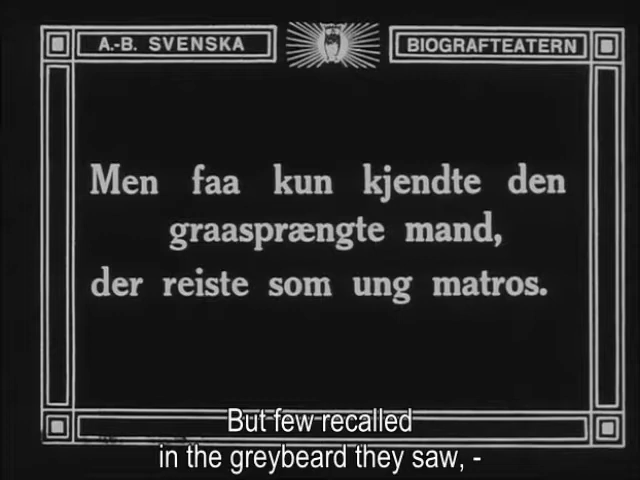 A.-B. SVENSKA BIOGRAFTEATERN
Men faa kun kjendte den
graasprængte mand,
der reiste som ung matros.
But few recalled
in the greybeard they saw, -